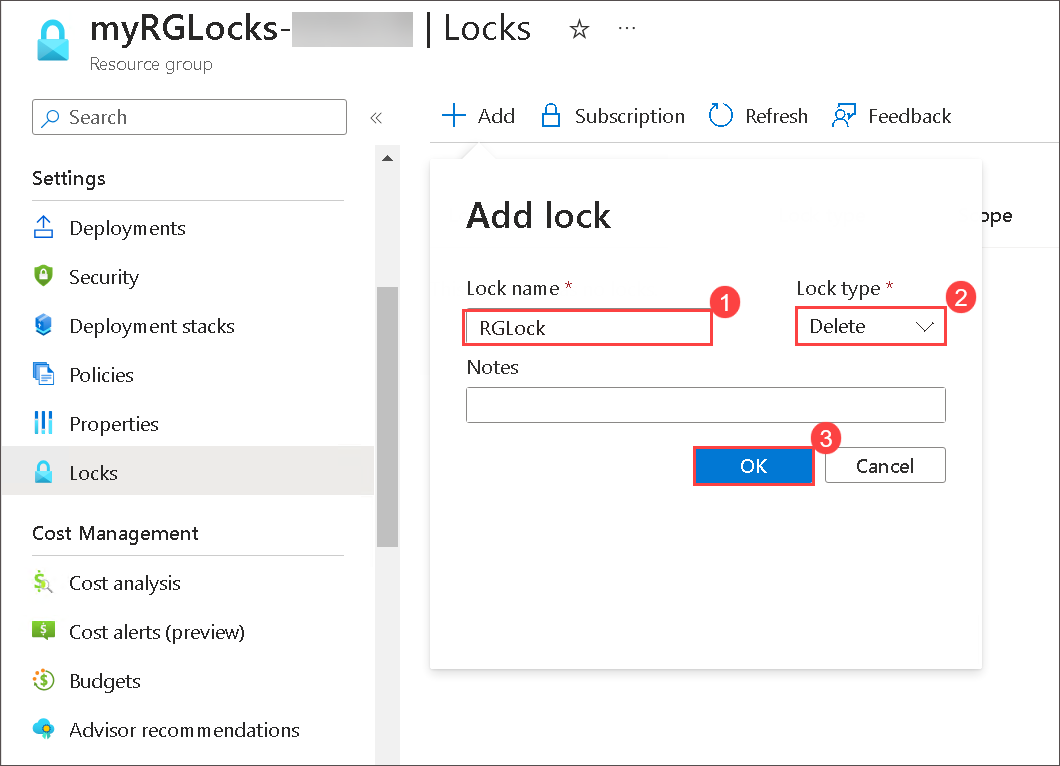 myRGLocks- | Locks ☆ ...
Resource group
Search «
+ Add Subscription Refresh Feedback
Settings
Deployments
Security
Deployment stacks
Policies
Properties
Locks
Cost Management
Cost analysis
Cost alerts (preview)
Budgets
Advisor recommendations
Add lock
ope
Lock name * Lock type *
1 2
RGLock Delete
Notes
3
OK Cancel